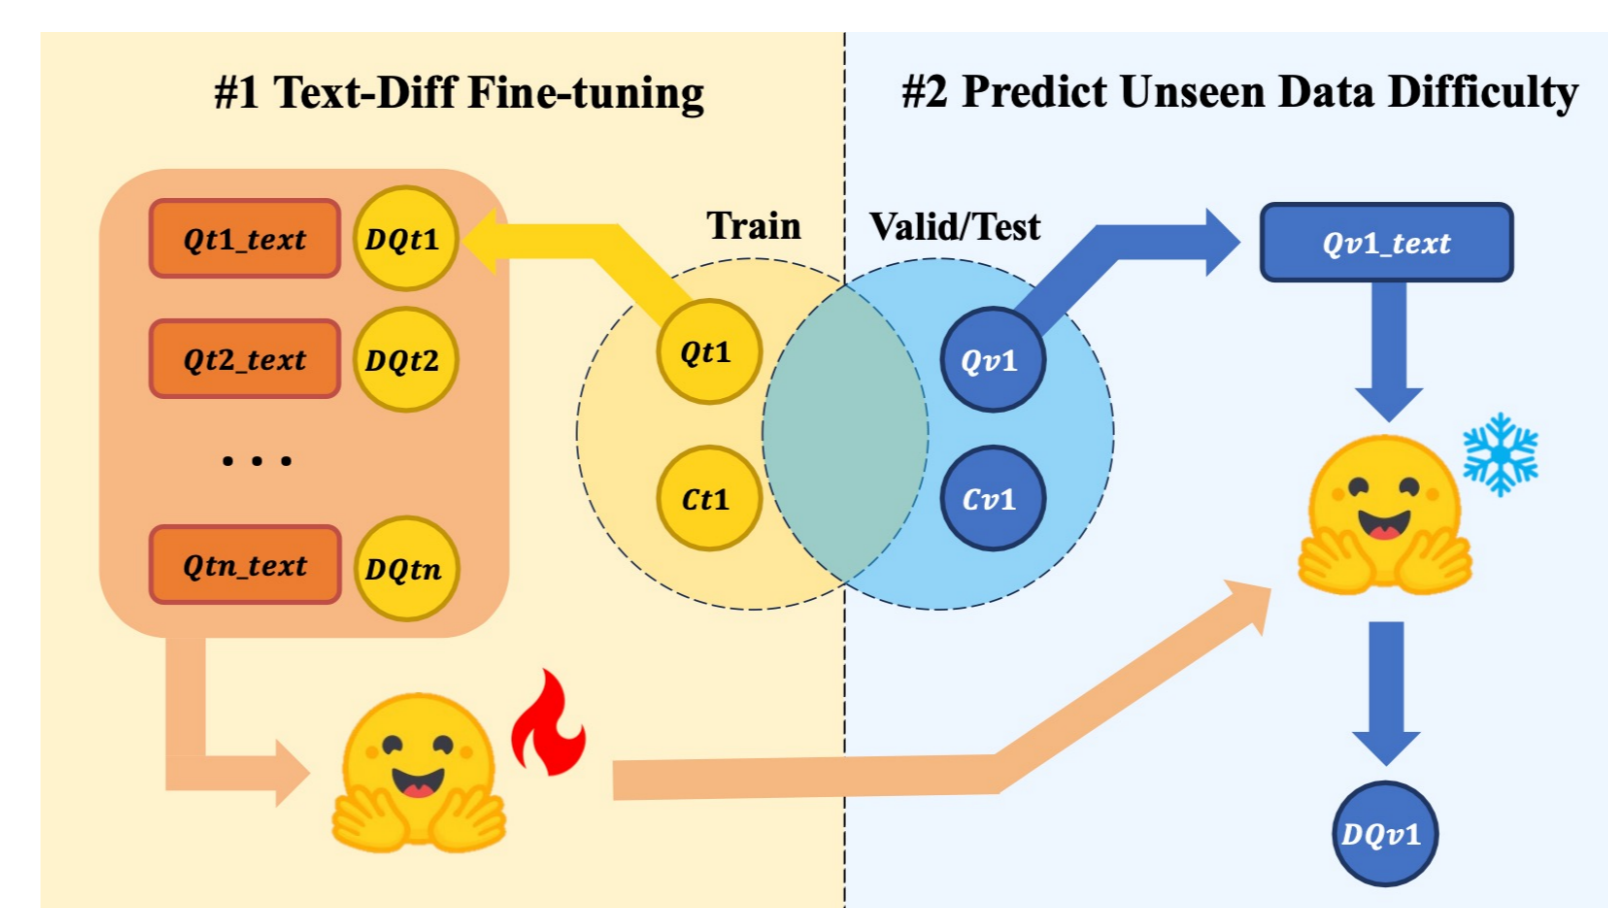 #1 Text-Diff Fine-tuning
#2 Predict Unseen Data Difficulty
Train
Valid/Test
Qt1_text
DQt1
Qt2_text
DQt2
...
Qtn_text
DQtn
Qt1
Ct1
Qv1
Cv1
Qv1_text
DQv1